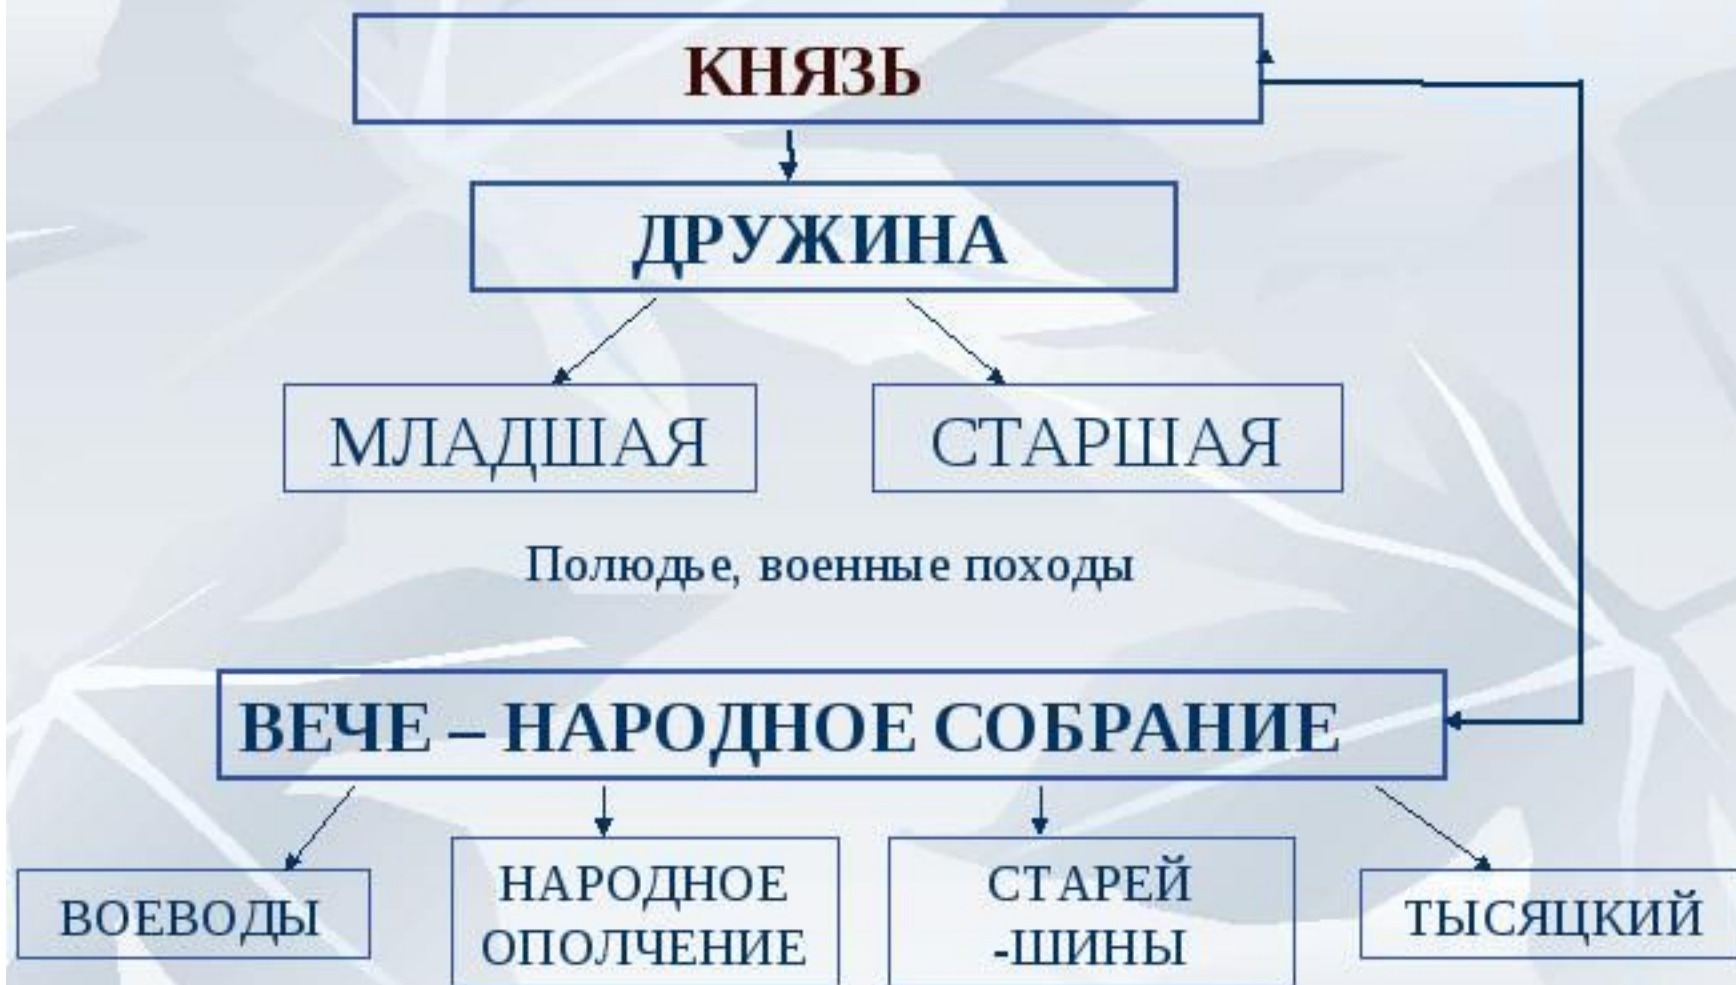 КНЯЗЬ
ДРУЖИНА
МЛАДШАЯ
СТАРШАЯ
Полюдье, военные походы
ВЕЧЕ – НАРОДНОЕ СОБРАНИЕ
ВОЕВОДЫ
НАРОДНОЕ
ОПОЛЧЕНИЕ
СТАРЕЙ
-ШИНЫ
ТЫСЯЦКИЙ